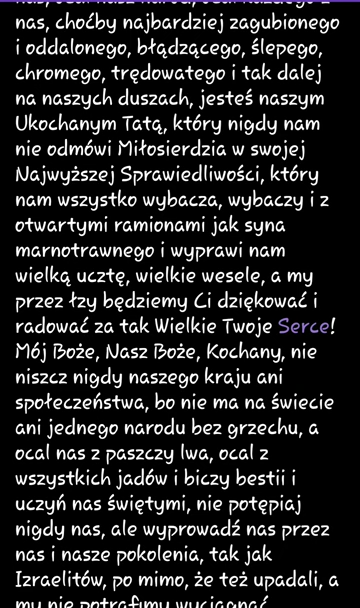 nas, choćby najbardziej zagubionego
i oddalonego, błądzącego, ślepego,
chromego, trędowatego i tak dalej
na naszych duszach, jesteś naszym
Ukochanym Tatą, który nigdy nam
nie odmówi Miłosierdzia w swojej
Najwyższej Sprawiedliwości, który
nam wszystko wybacza, wybaczy i z
otwartymi ramionami jak syna
marnotrawnego i wyprawi nam
wielką ucztę, wielkie wesele, a my
przez łzy będziemy Ci dziękować i
radować za tak Wielkie Twoje Serce!
Mój Boże, Nasz Boże, Kochany, nie
niszcz nigdy naszego kraju ani
społeczeństwa, bo nie ma na świecie
ani jednego narodu bez grzechu, a
ocal nas z paszczy lwa, ocal z
wszystkich jadów i biczy bestii i
uczyń nas świętymi, nie potępiaj
nigdy nas, ale wyprowadź nas przez
nas i nasze pokolenia, tak jak
Izraelitów, po mimo, że też upadali, a
my nie potrafimy wyciągnąć